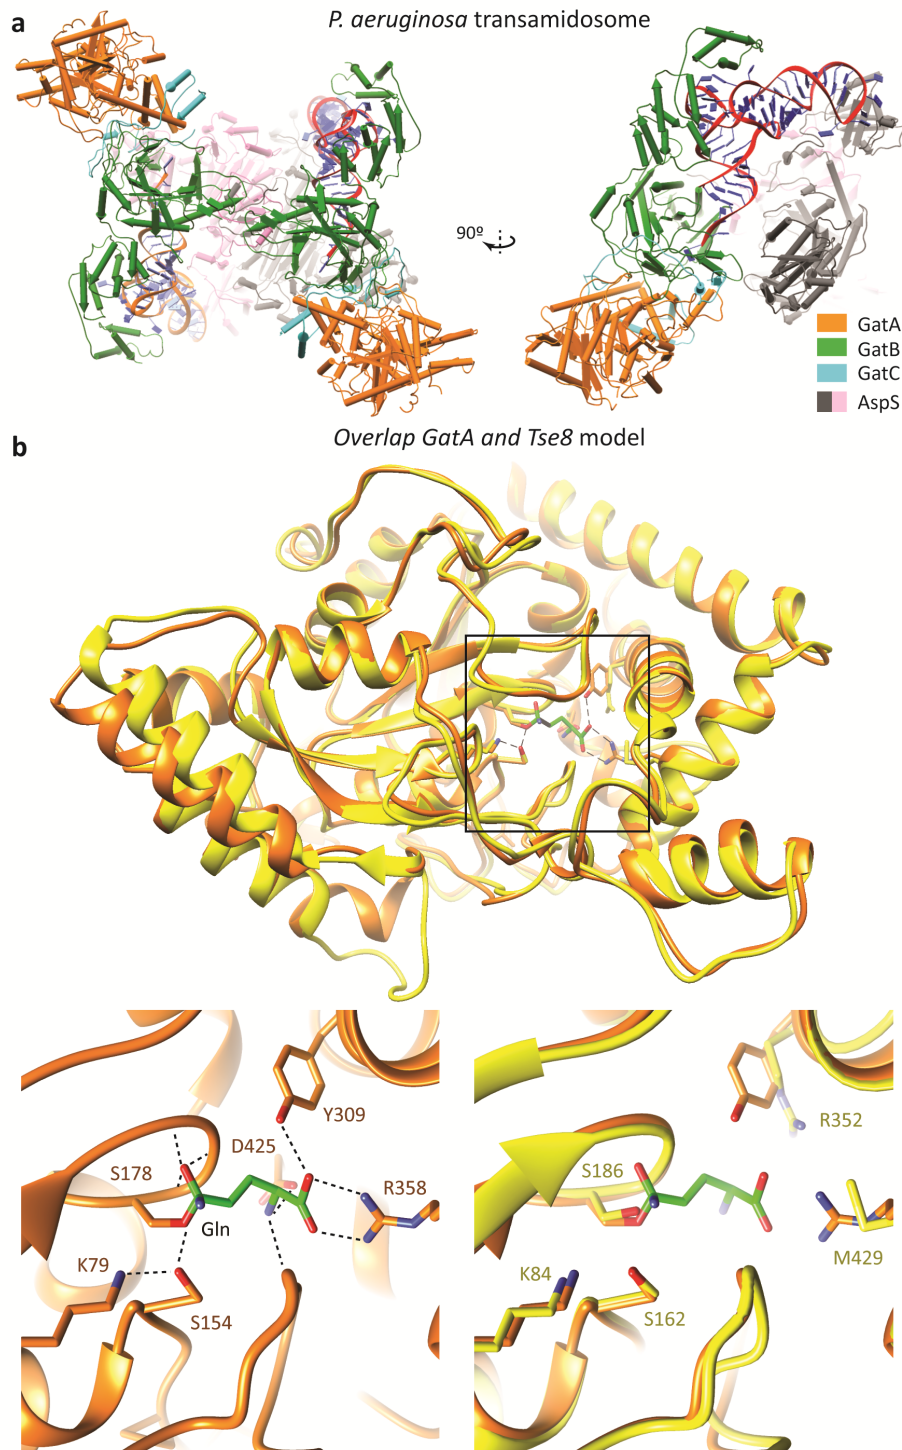 a
P. aeruginosa transamidosome
90º
GatA
GatB
GatC
AspS
b
Overlap GatA and Tse8 model
Y309
D425
S178
R358
Gln
K79
S154
R352
S186
M429
K84
S162